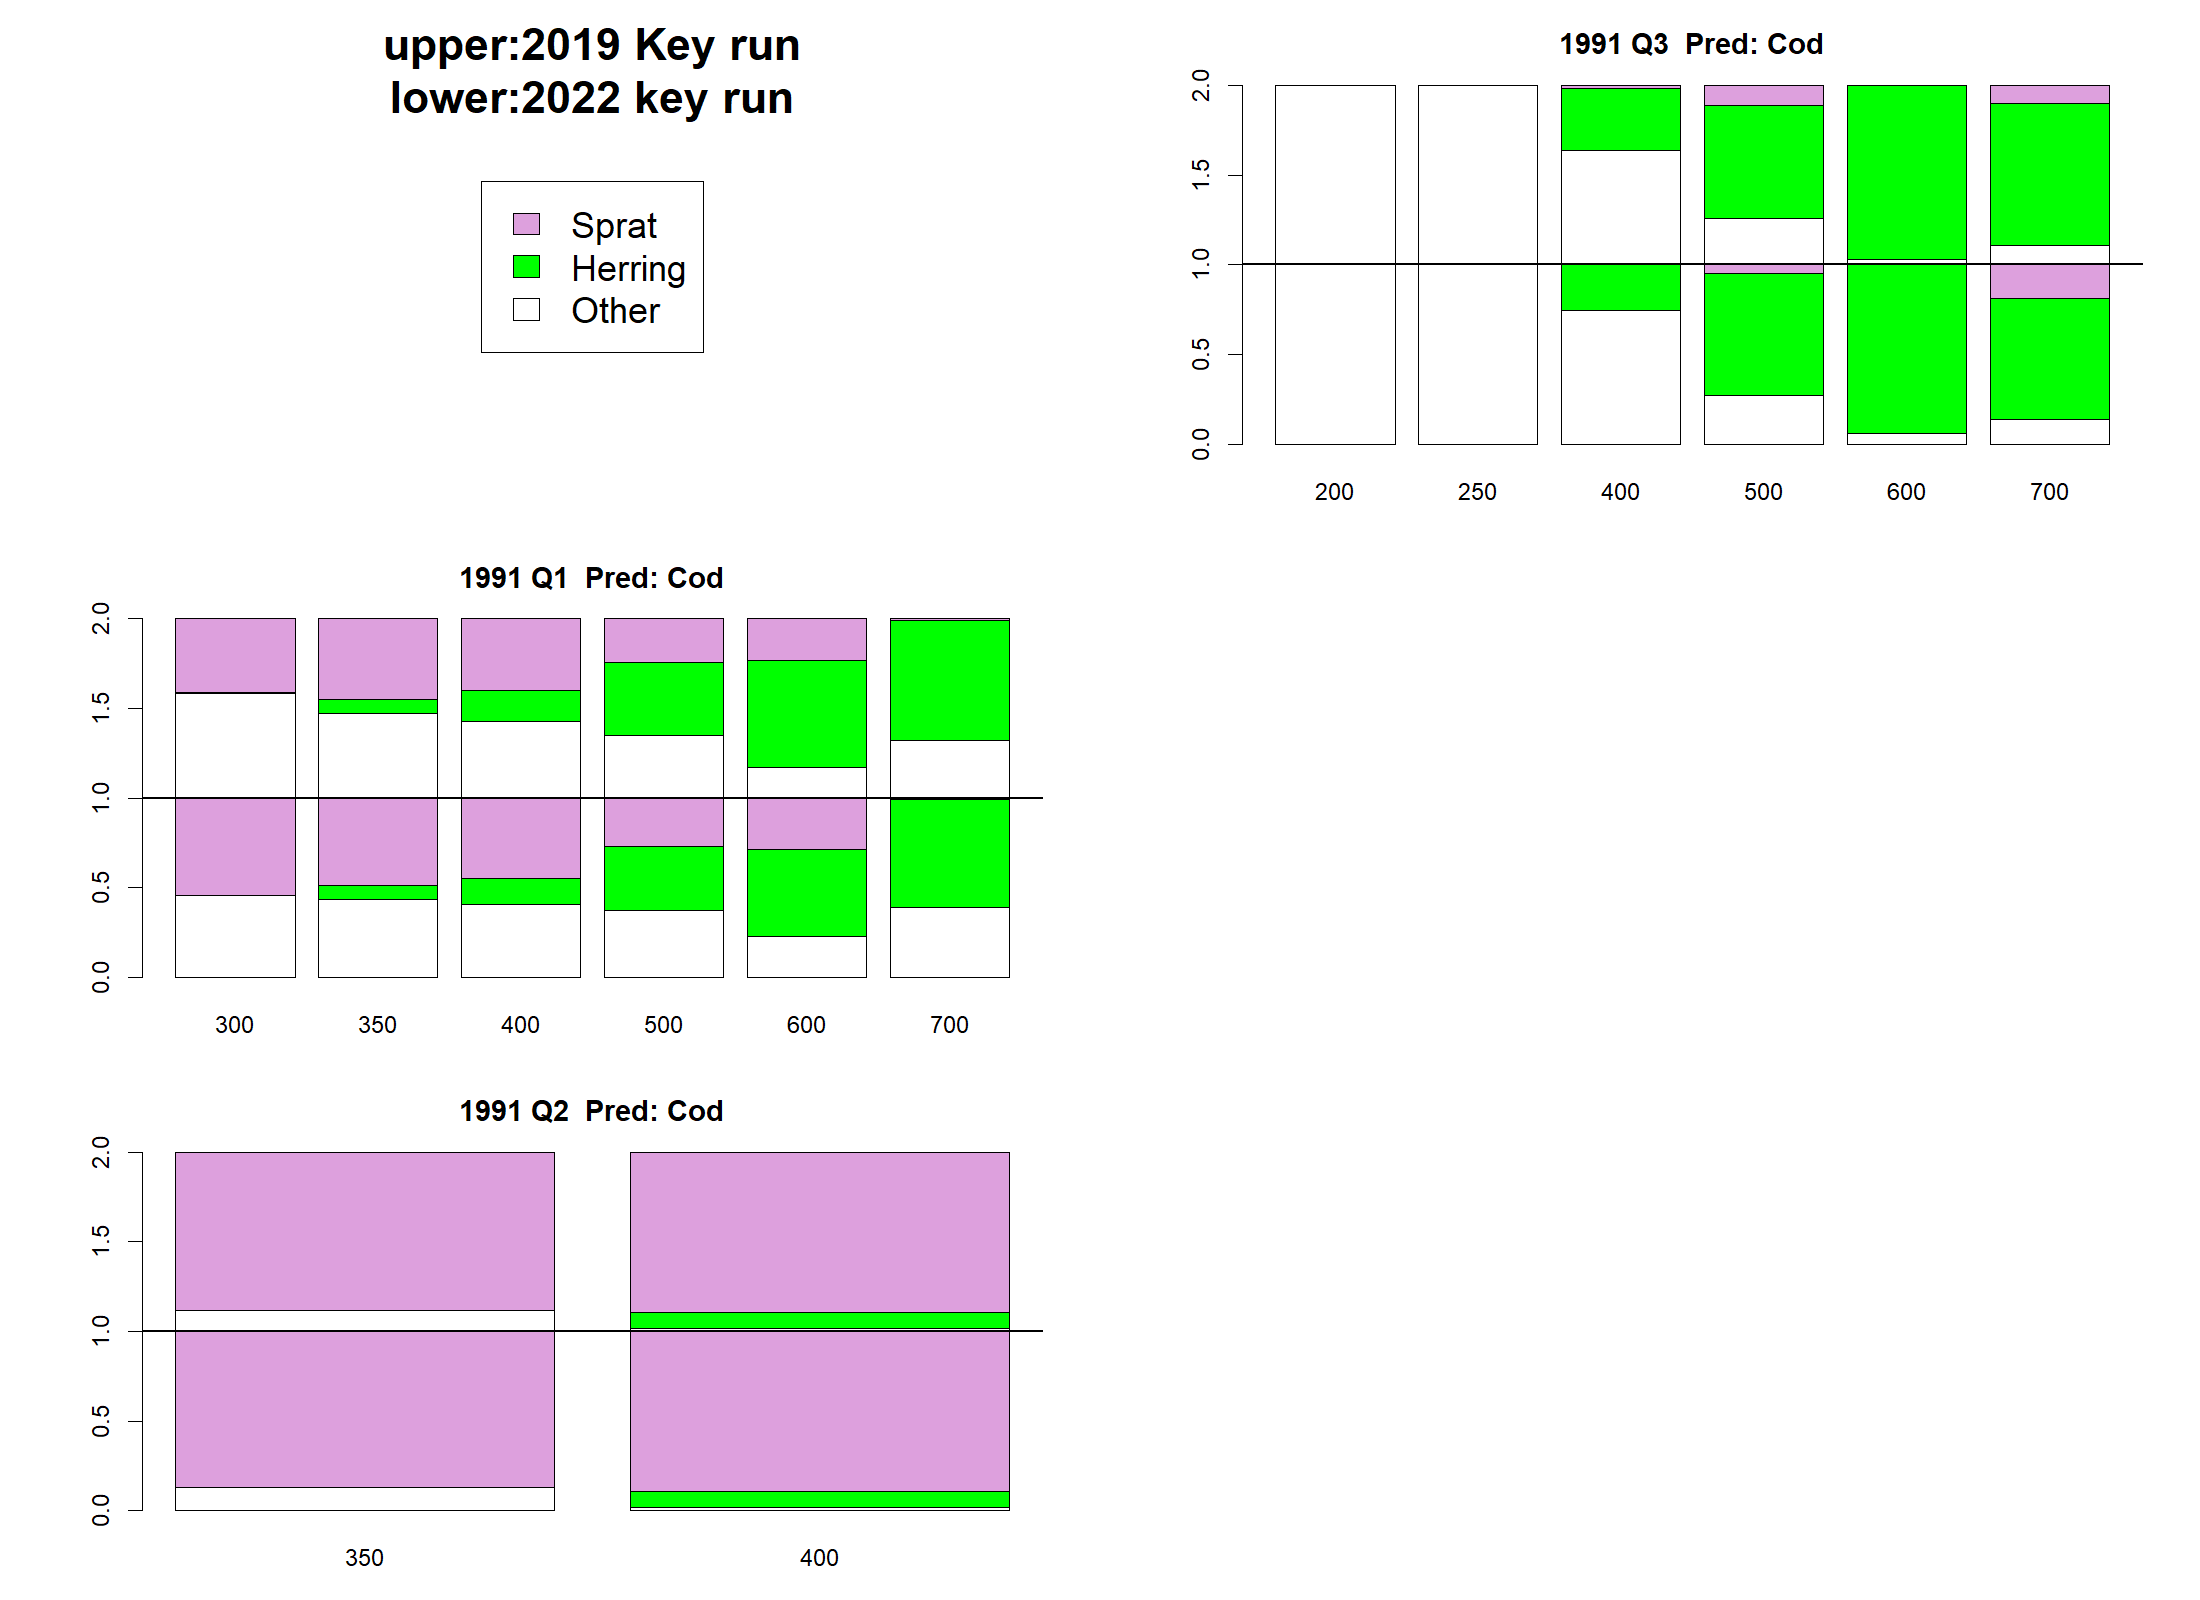 upper:2019 Key run
lower:2022 key run
Sprat
Herring
Other
1991 Q3  Pred: Cod
2.0
1.5
1.0
0.5
0.0
200 250 400 500 600 700
1991 Q1  Pred: Cod
2.0
1.5
1.0
0.5
0.0
300 350 400 500 600 700
1991 Q2  Pred: Cod
2.0
1.5
1.0
0.5
0.0
350 400